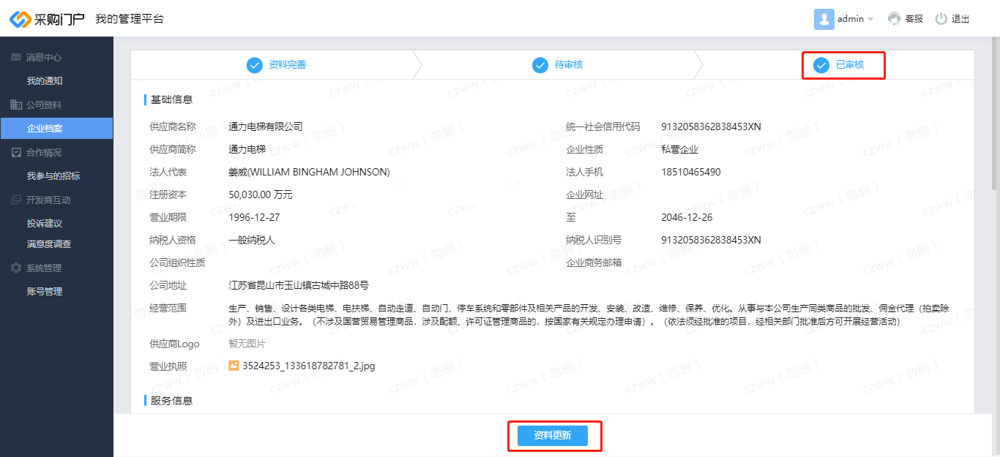 采购门户 我的管理平台 admin 客服 退出
消息中心
我的通知
公司资料
企业档案
合作情况
我参与的招标
开发商互动
投诉建议
满意度调查
系统管理
账号管理
资料完善 待审核 已审核
基础信息
供应商名称 通力电梯有限公司 统一社会信用代码 9132058362838453XN
供应商简称 通力电梯 企业性质 私营企业
法人代表 姜威(WILLIAM BINGHAM JOHNSON) 法人手机 18510465490
注册资本 50,030.00 万元 企业网址
营业期限 1996-12-27 至 2046-12-26
纳税人资格 一般纳税人 纳税人识别号 9132058362838453XN
公司组织性质 企业商务邮箱
公司地址 江苏省昆山市玉山镇古城中路88号
经营范围 生产、销售、设计各类电梯、电扶梯、自动走道、自动门、停车系统和零部件及相关产品的开发、安装、改造、维修、保养、优化。从事与本公司生产同类商品的批发、佣金代理（拍卖除
外）及进出口业务。（不涉及国营贸易管理商品，涉及配额、许可证管理商品的，按国家有关规定办理申请）。（依法须经批准的项目，经相关部门批准后方可开展经营活动）
供应商Logo 暂无图片
营业执照 3524253_133618782781_2.jpg
服务信息
资料更新
czww（勿删）